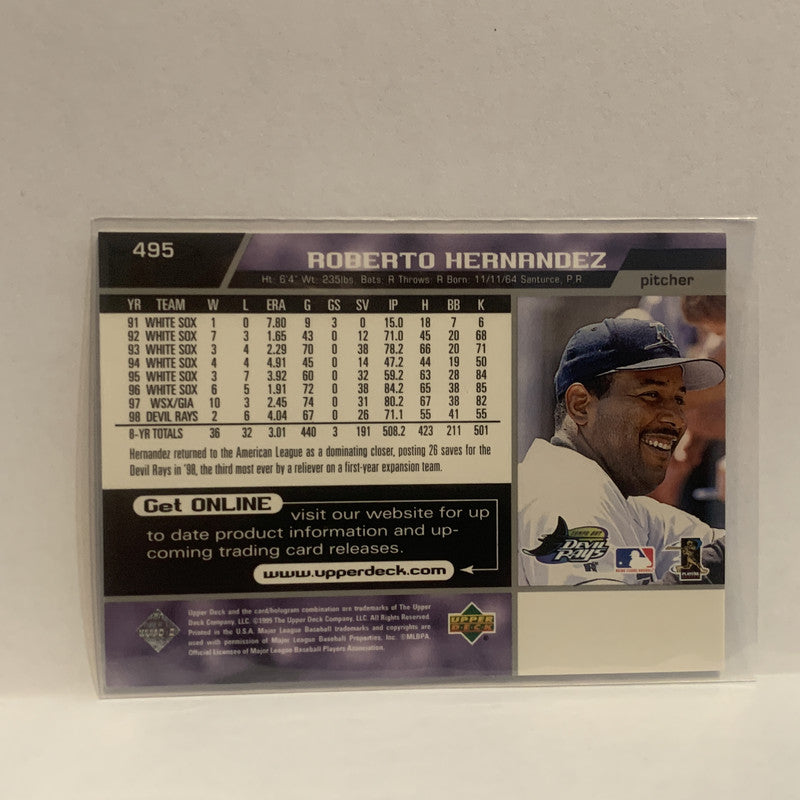 495
ROBERTO HERNANDEZ
Ht: 6'4" Wt: 235lbs. Bats: R Throws: R Born: 11/11/64 Santurce, P.R.
pitcher
YR TEAM W L ERA G GS SV IP H BB K
91 WHITE SOX 1 0 7.80 9 3 0 15.0 18 7 6
92 WHITE SOX 7 3 1.65 43 0 12 71.0 45 20 68
93 WHITE SOX 3 4 2.29 70 0 38 78.2 66 20 71
94 WHITE SOX 4 4 4.91 45 0 14 47.2 44 19 50
95 WHITE SOX 3 7 3.92 60 0 32 59.2 63 28 84
96 WHITE SOX 6 5 1.91 72 0 38 84.2 65 38 85
97 WSX/GIA 10 3 2.45 74 0 31 80.2 67 38 82
98 DEVIL RAYS 2 6 4.04 67 0 26 71.1 55 41 55
8-YR TOTALS 36 32 3.01 440 3 191 508.2 423 211 501
Hernandez returned to the American League as a dominating closer, posting 26 saves for the
Devil Rays in '98, the third most ever by a reliever on a first-year expansion team.
Get ONLINE
visit our website for up
to date product information and up-
coming trading card releases.
www.upperdeck.com
TAMPA BAY
DEVIL
RAYS
PLAYERS
Upper Deck and the card/hologram combination are trademarks of The Upper
Deck Company, LLC. ©1999 The Upper Deck Company, LLC. All Rights Reserved.
Printed in the U.S.A. Major League Baseball trademarks and copyrights are
used with permission of Major League Baseball Properties, Inc. ©MLBPA.
Official Licensee of Major League Baseball Players Association.
UPPER
DECK